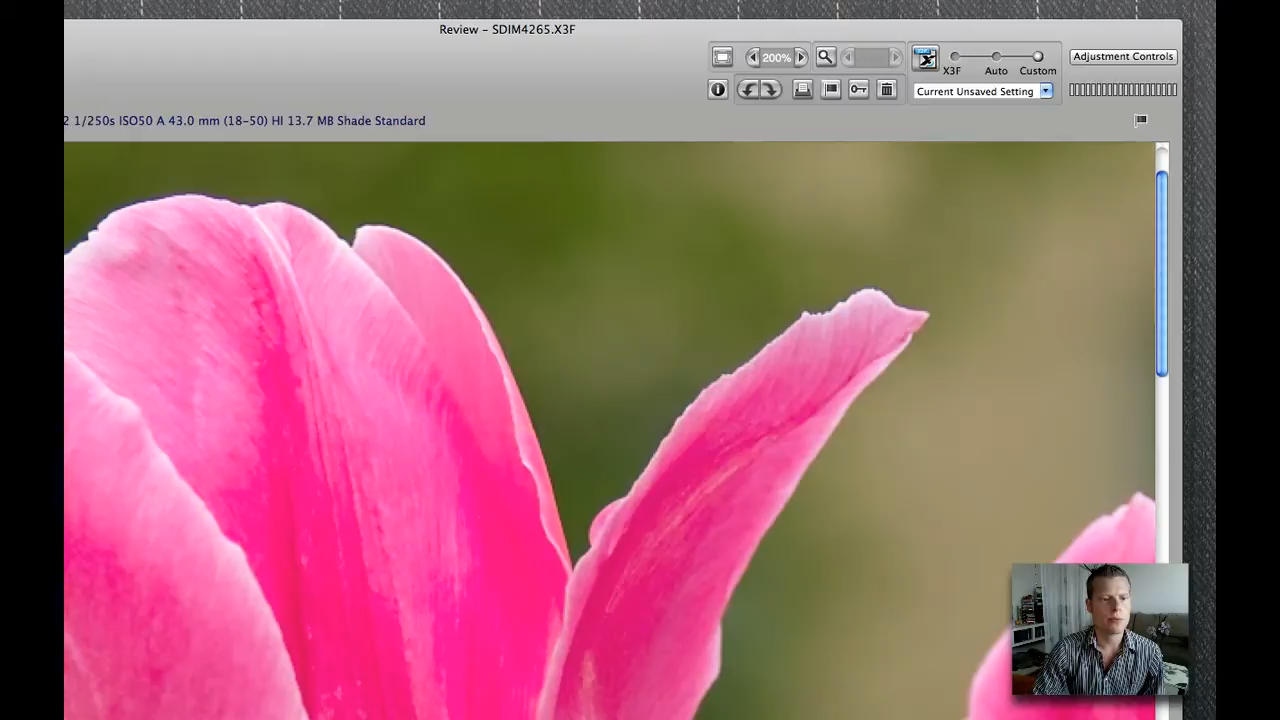 Review - SDIM4265.X3F
200%
X3F Auto Custom
Adjustment Controls
Current Unsaved Setting
2 1/250s ISO50 A 43.0 mm (18-50) HI 13.7 MB Shade Standard